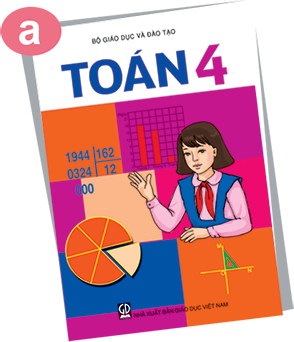 a
BỘ GIÁO DỤC VÀ ĐÀO TẠO
TOÁN 4
1944 162
0324 12
000
M
O
N
NHÀ XUẤT BẢN GIÁO DỤC VIỆT NAM